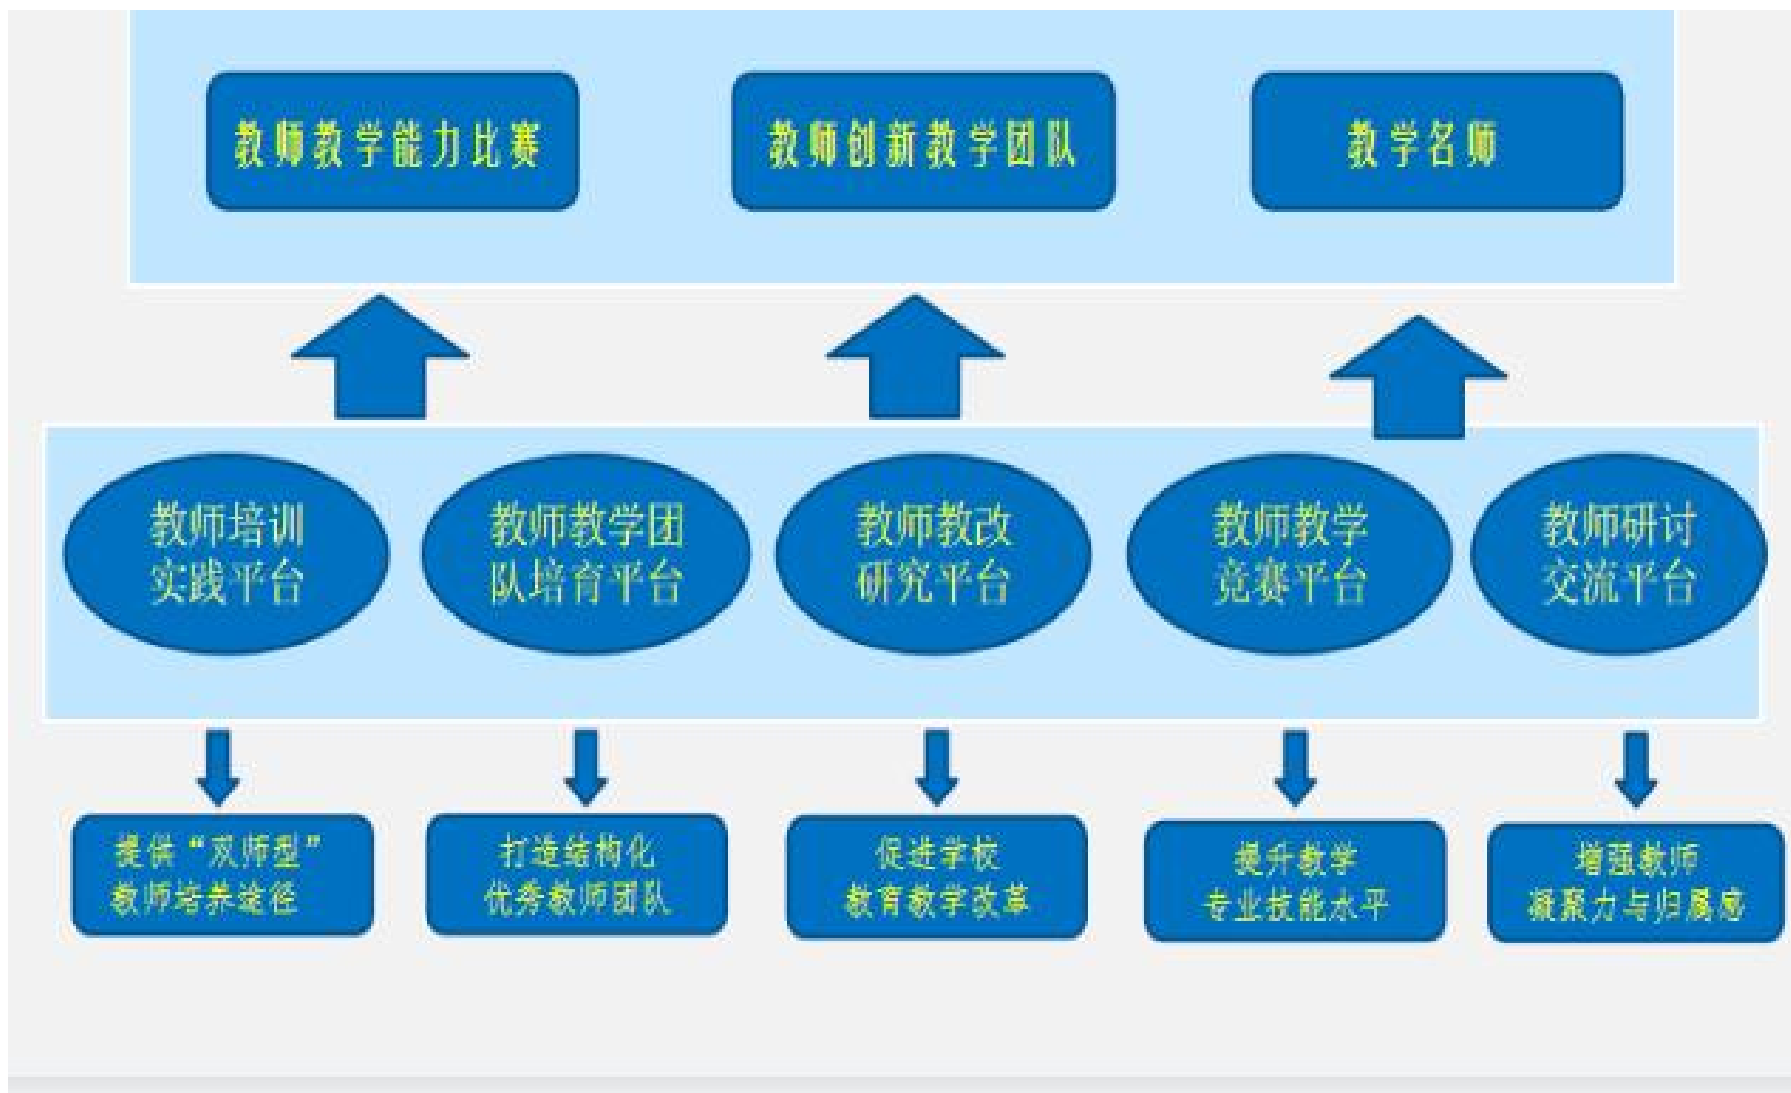 教师教学能力比赛
教师创新教学团队
教学名师
教师培训
实践平台
教师教学团
队培育平台
教师教改
研究平台
教师教学
竞赛平台
教师研讨
交流平台
提供“双师型”
教师培养途径
打造结构化
优秀教师团队
促进学校
教育教学改革
提升教学
专业技能水平
增强教师
凝聚力与归属感